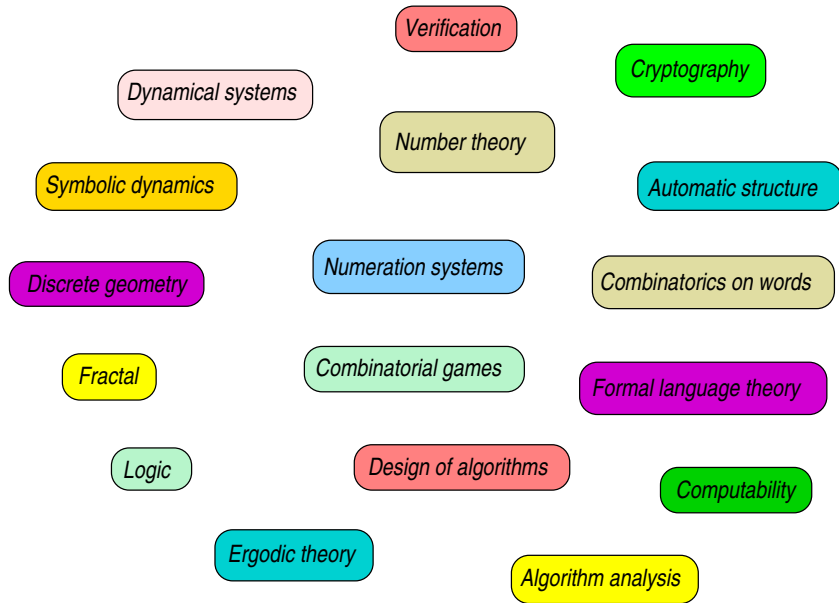 Verification
Cryptography
Dynamical systems
Number theory
Symbolic dynamics
Automatic structure
Numeration systems
Discrete geometry
Combinatorics on words
Combinatorial games
Fractal
Formal language theory
Logic
Design of algorithms
Computability
Ergodic theory
Algorithm analysis